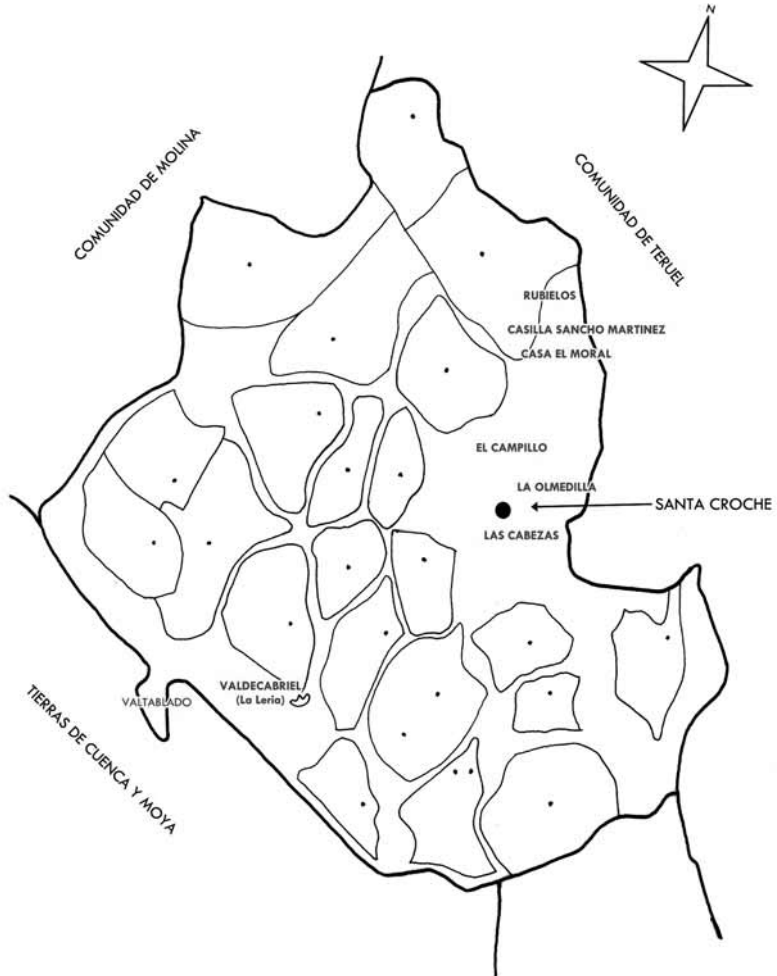 N
COMUNIDAD DE MOLINA
COMUNIDAD DE TERUEL
RUBIELOS
CASILLA SANCHO MARTINEZ
CASA EL MORAL
EL CAMPILLO
LA OLMEDILLA
SANTA CROCHE
LAS CABEZAS
VALDECABRIEL
(La Leria)
VALTABLADO
TIERRAS DE CUENCA Y MOYA